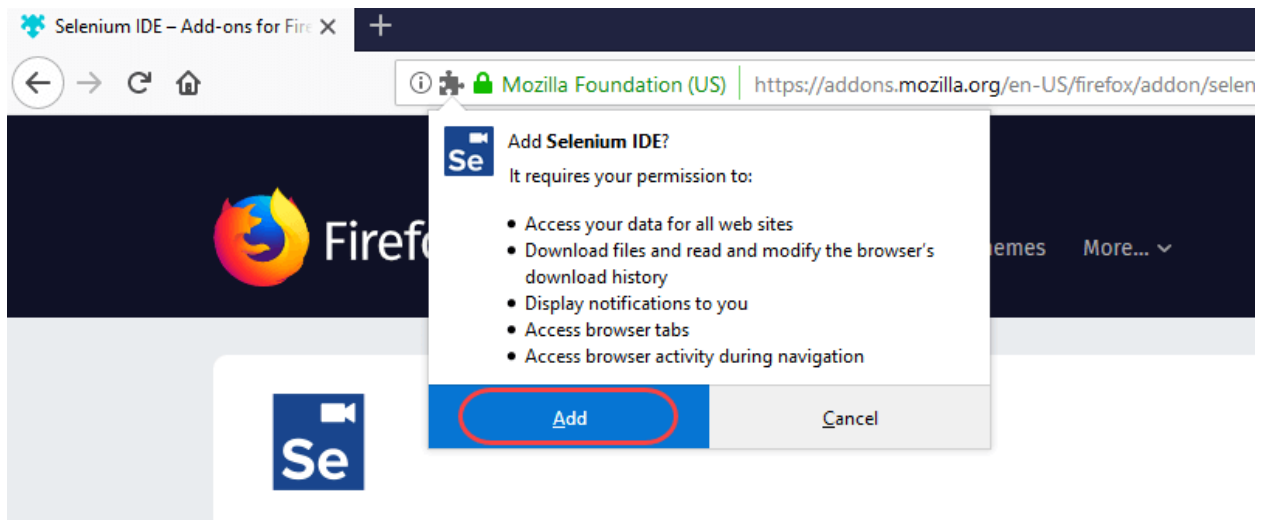 Selenium IDE – Add-ons for Fire
Mozilla Foundation (US)
https://addons.mozilla.org/en-US/firefox/addon/selen
Se
Add Selenium IDE?
It requires your permission to:
• Access your data for all web sites
• Download files and read and modify the browser's
download history
• Display notifications to you
• Access browser tabs
• Access browser activity during navigation
Firefo
emes
More...
Add
Cancel
Se